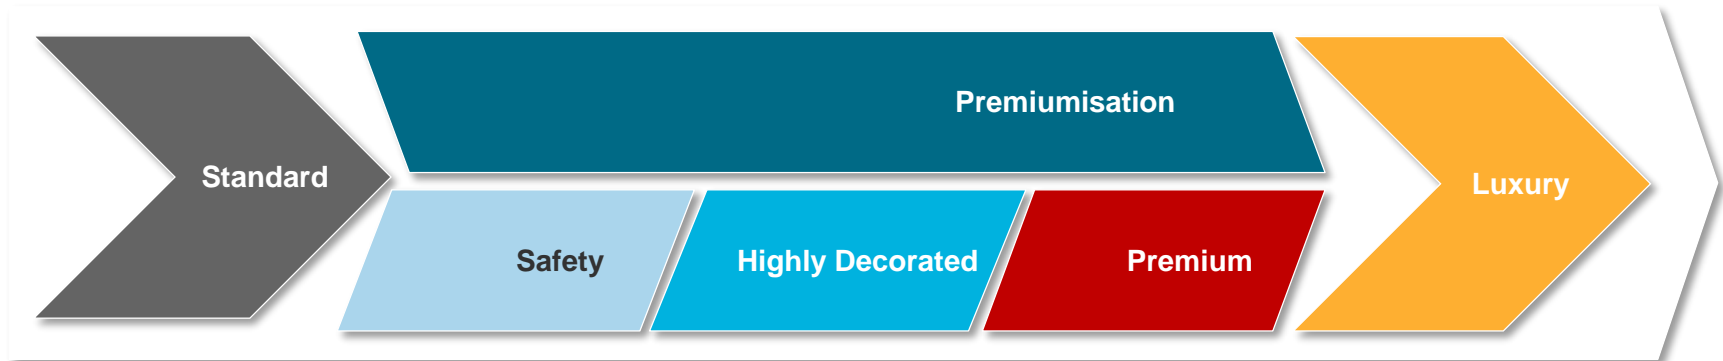 Standard
Premiumisation
Safety
Highly Decorated
Premium
Luxury